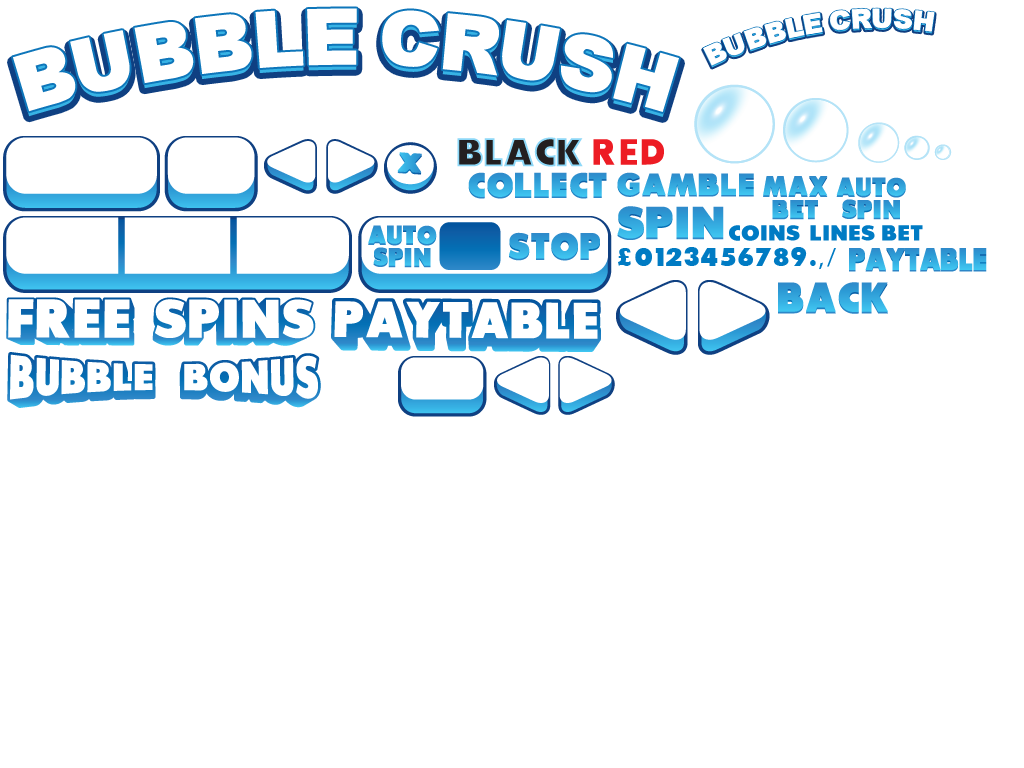 BUBBLE CRUSH
BUBBLE CRUSH
X
BLACK RED
COLLECT GAMBLE MAX BET AUTO SPIN
SPIN
COINS LINES BET
£0123456789.,/
PAYTABLE
AUTO SPIN
STOP
FREE SPINS
PAYTABLE
BACK
BUBBLE BONUS